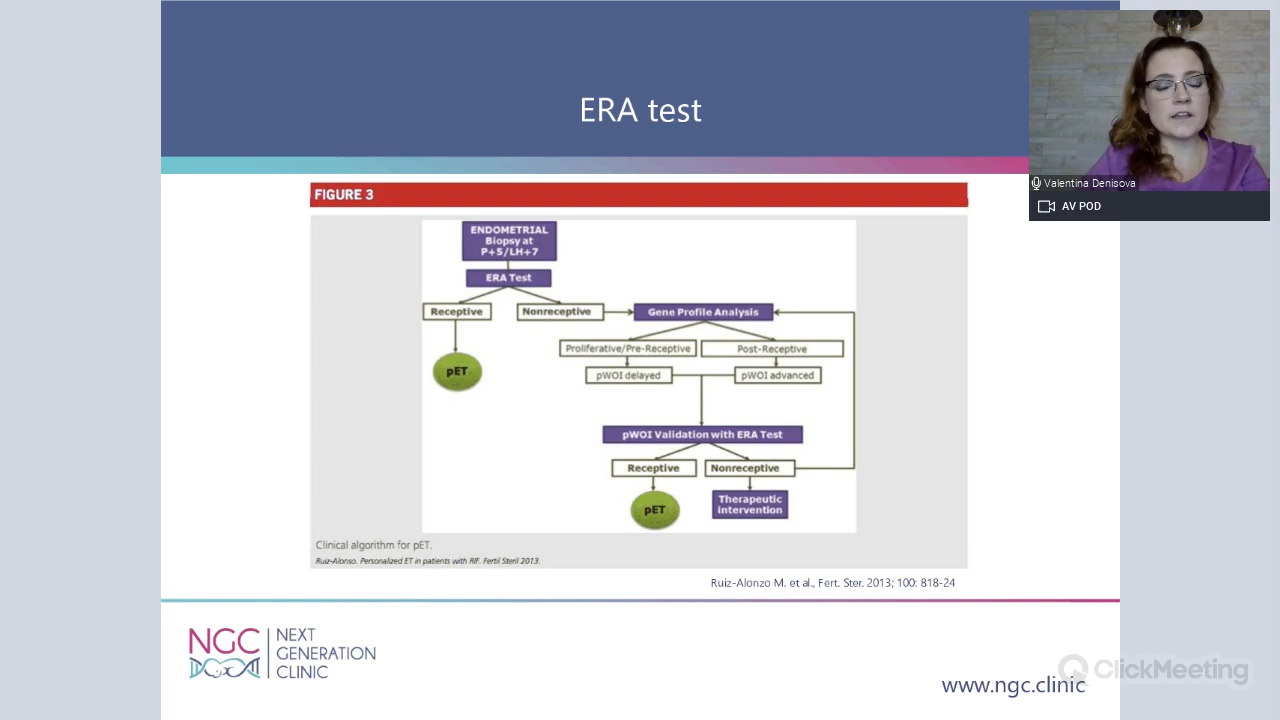 ERA test
Valentina Denisova
AV POD
FIGURE 3
ENDOMETRIAL
Biopsy at
P+5/LH+7
ERA Test
Receptive
Nonreceptive
Gene Profile Analysis
pET
Proliferative/Pre-Receptive
Post-Receptive
pWOI delayed
pWOI advanced
pWOI Validation with ERA Test
Receptive
Nonreceptive
pET
Therapeutic
intervention
Clinical algorithm for pET.
Ruiz-Alonso. Personalized ET in patients with RIF. Fertil Steril 2013.
Ruiz-Alonzo M. et al., Fert. Ster. 2013; 100: 818-24
NGC
NEXT
GENERATION
CLINIC
ClickMeeting
www.ngc.clinic